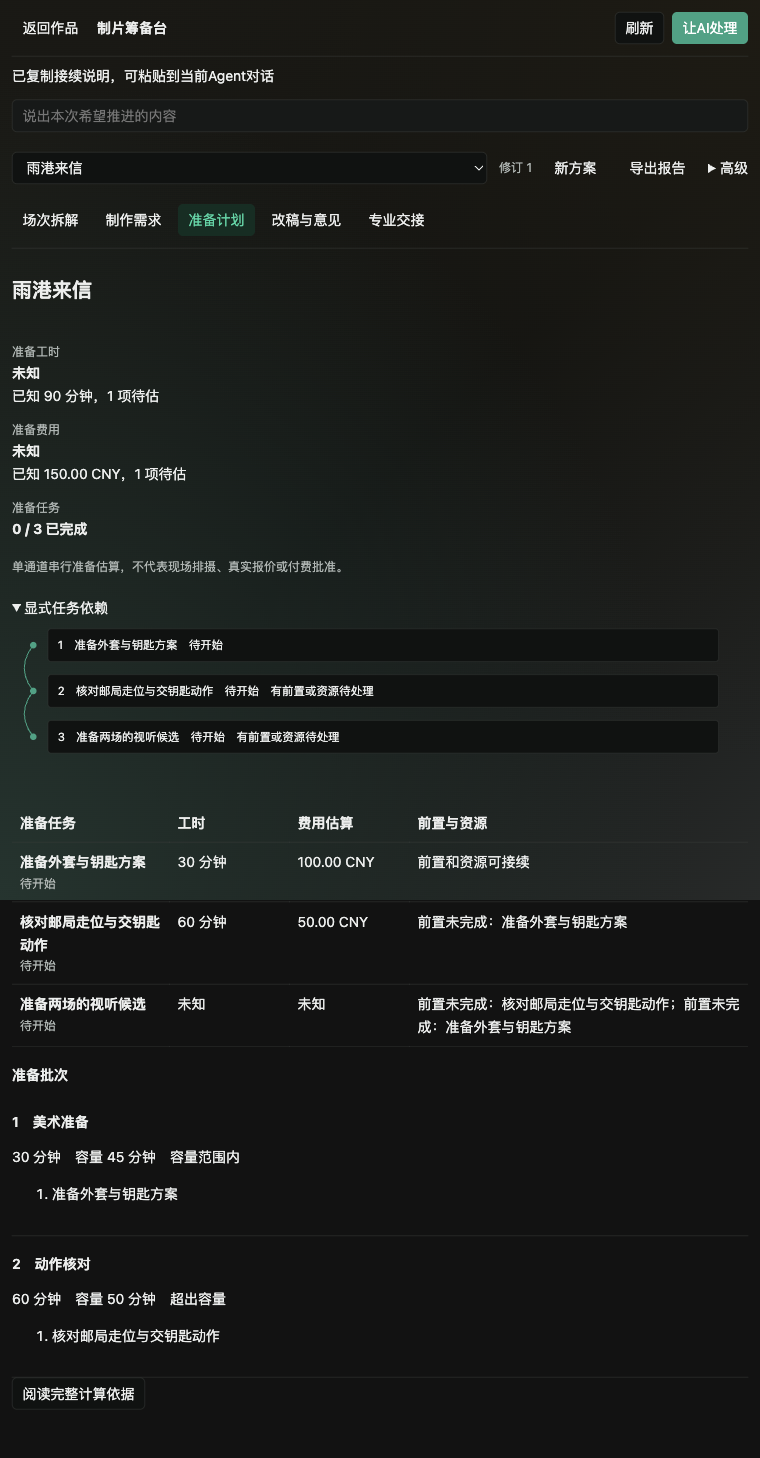 返回作品 制片筹备台 刷新 让AI处理
已复制接续说明，可粘贴到当前Agent对话
说出本次希望推进的内容
雨港来信 修订 1 新方案 导出报告 ▶ 高级
场次拆解 制作需求 准备计划 改稿与意见 专业交接
雨港来信
准备工时
未知
已知 90 分钟，1 项待估
准备费用
未知
已知 150.00 CNY，1 项待估
准备任务
0 / 3 已完成
单通道串行准备估算，不代表现场排摄、真实报价或付费批准。
▼ 显式任务依赖
1 准备外套与钥匙方案 待开始
2 核对邮局走位与交钥匙动作 待开始 有前置或资源待处理
3 准备两场的视听候选 待开始 有前置或资源待处理
准备任务 工时 费用估算 前置与资源
准备外套与钥匙方案 30 分钟 100.00 CNY 前置和资源可接续
待开始
核对邮局走位与交钥匙 60 分钟 50.00 CNY 前置未完成：准备外套与钥匙方案
动作
待开始
准备两场的视听候选 未知 未知 前置未完成：核对邮局走位与交钥匙动作；前置未完
待开始 成：准备外套与钥匙方案
准备批次
1 美术准备
30 分钟 容量 45 分钟 容量范围内
1. 准备外套与钥匙方案
2 动作核对
60 分钟 容量 50 分钟 超出容量
1. 核对邮局走位与交钥匙动作
阅读完整计算依据